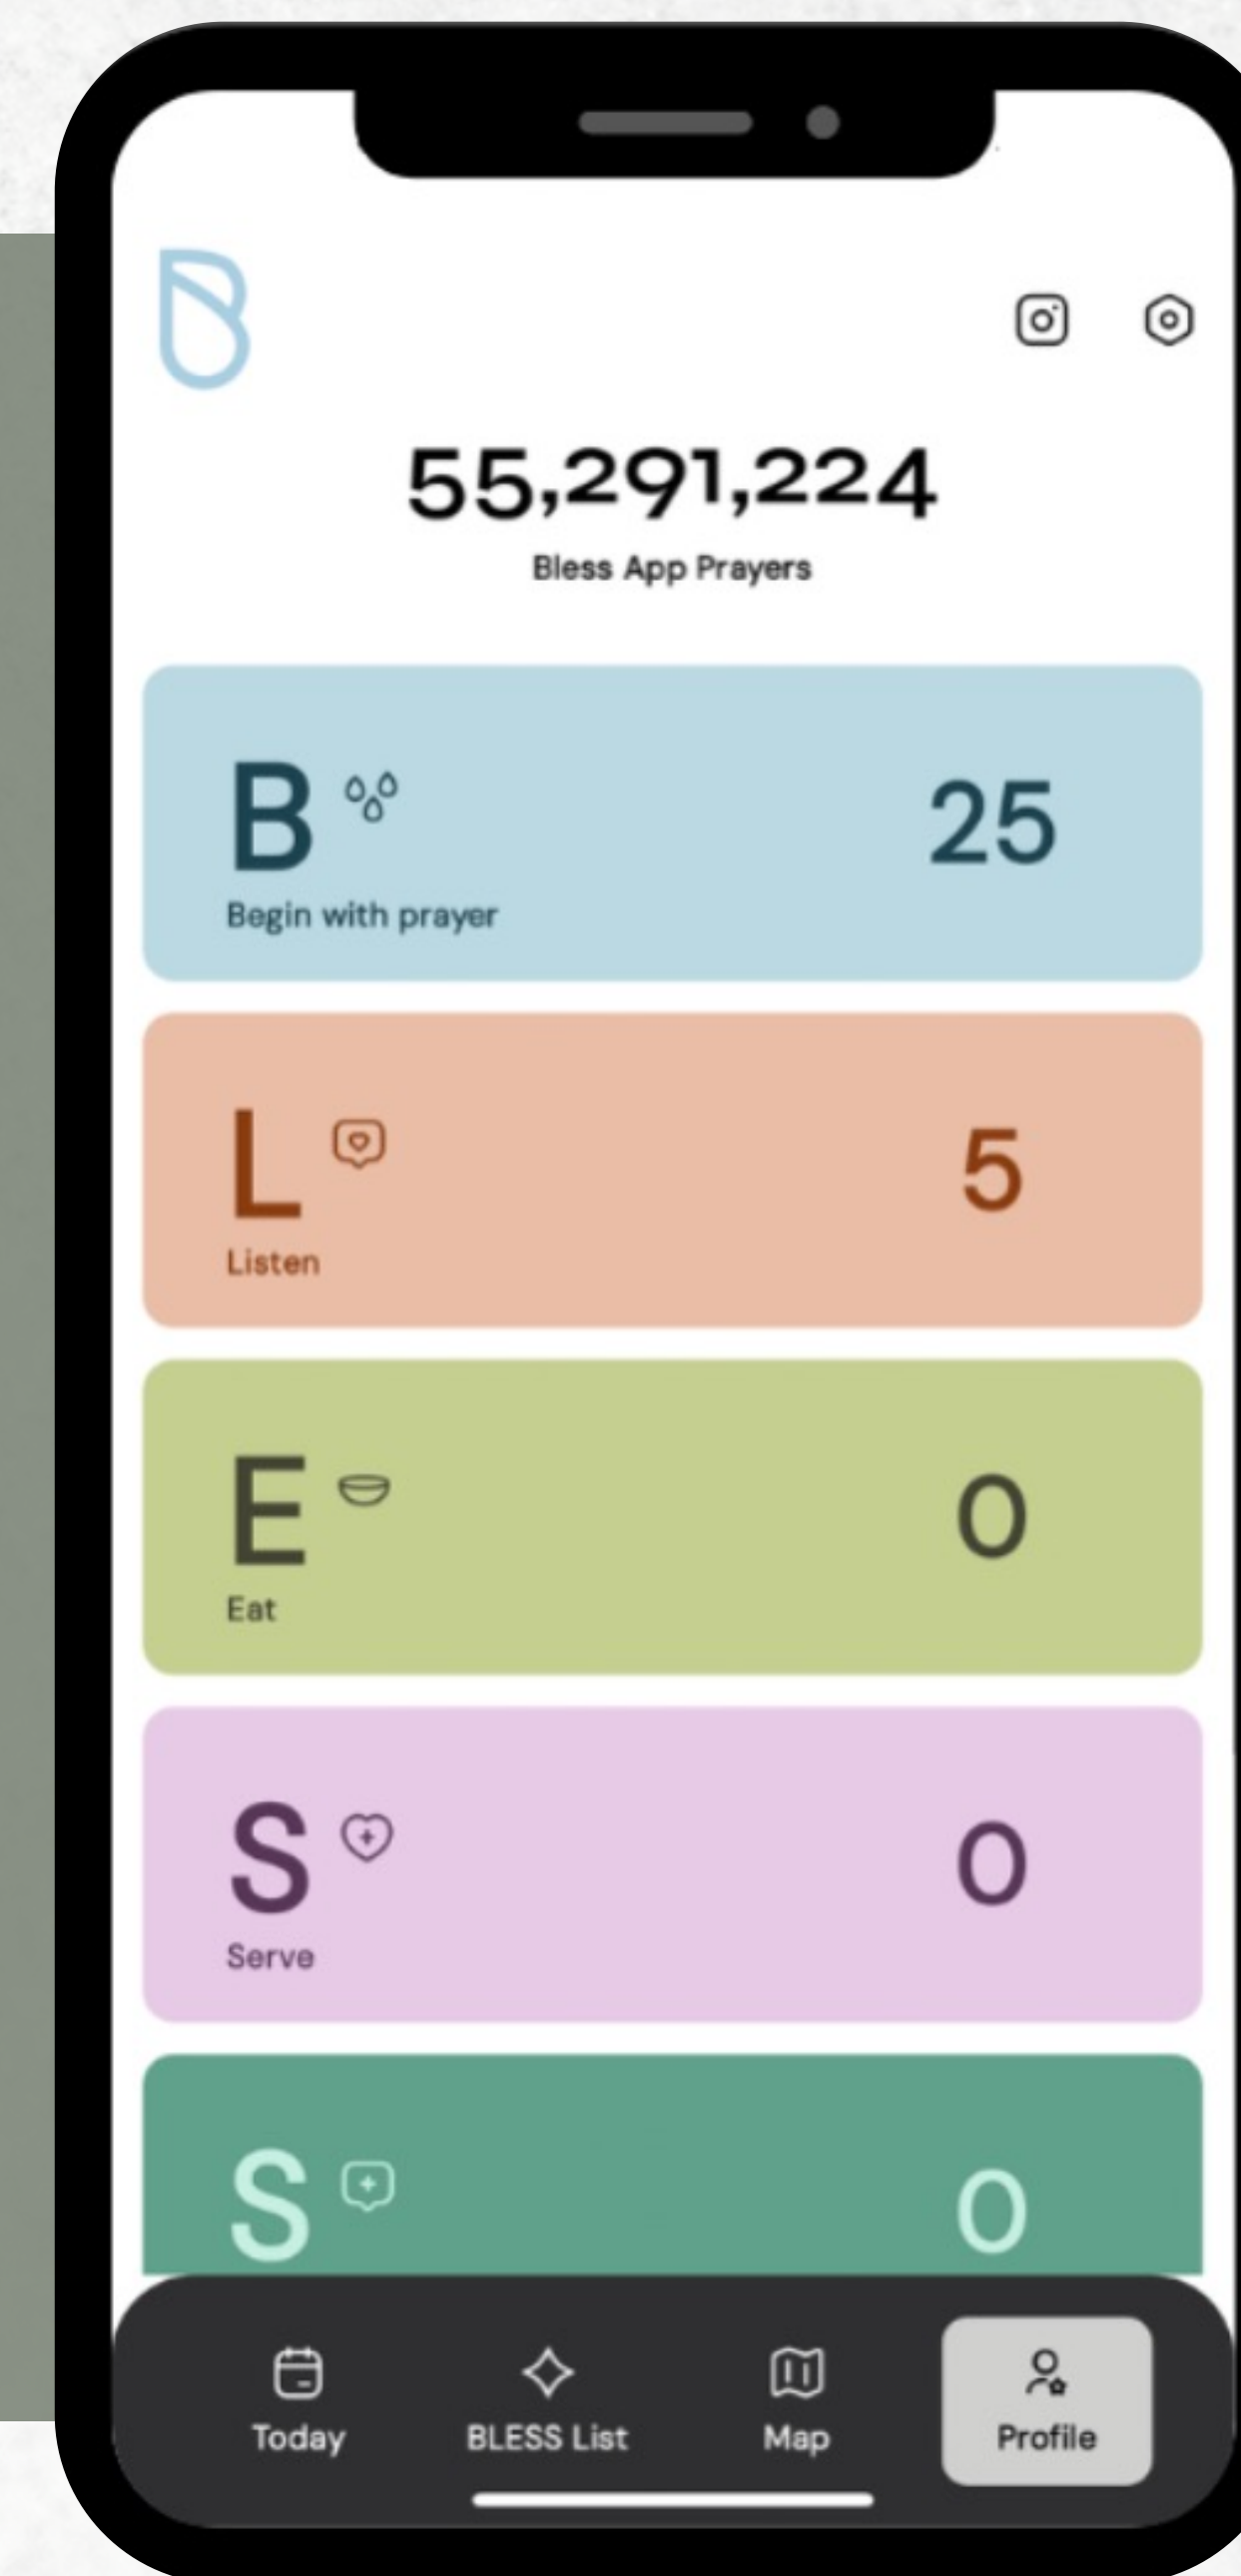 B
55,291,224
Bless App Prayers
B 25
Begin with prayer
L 5
Listen
E 0
Eat
S 0
Serve
S 0
Today BLESS List Map Profile